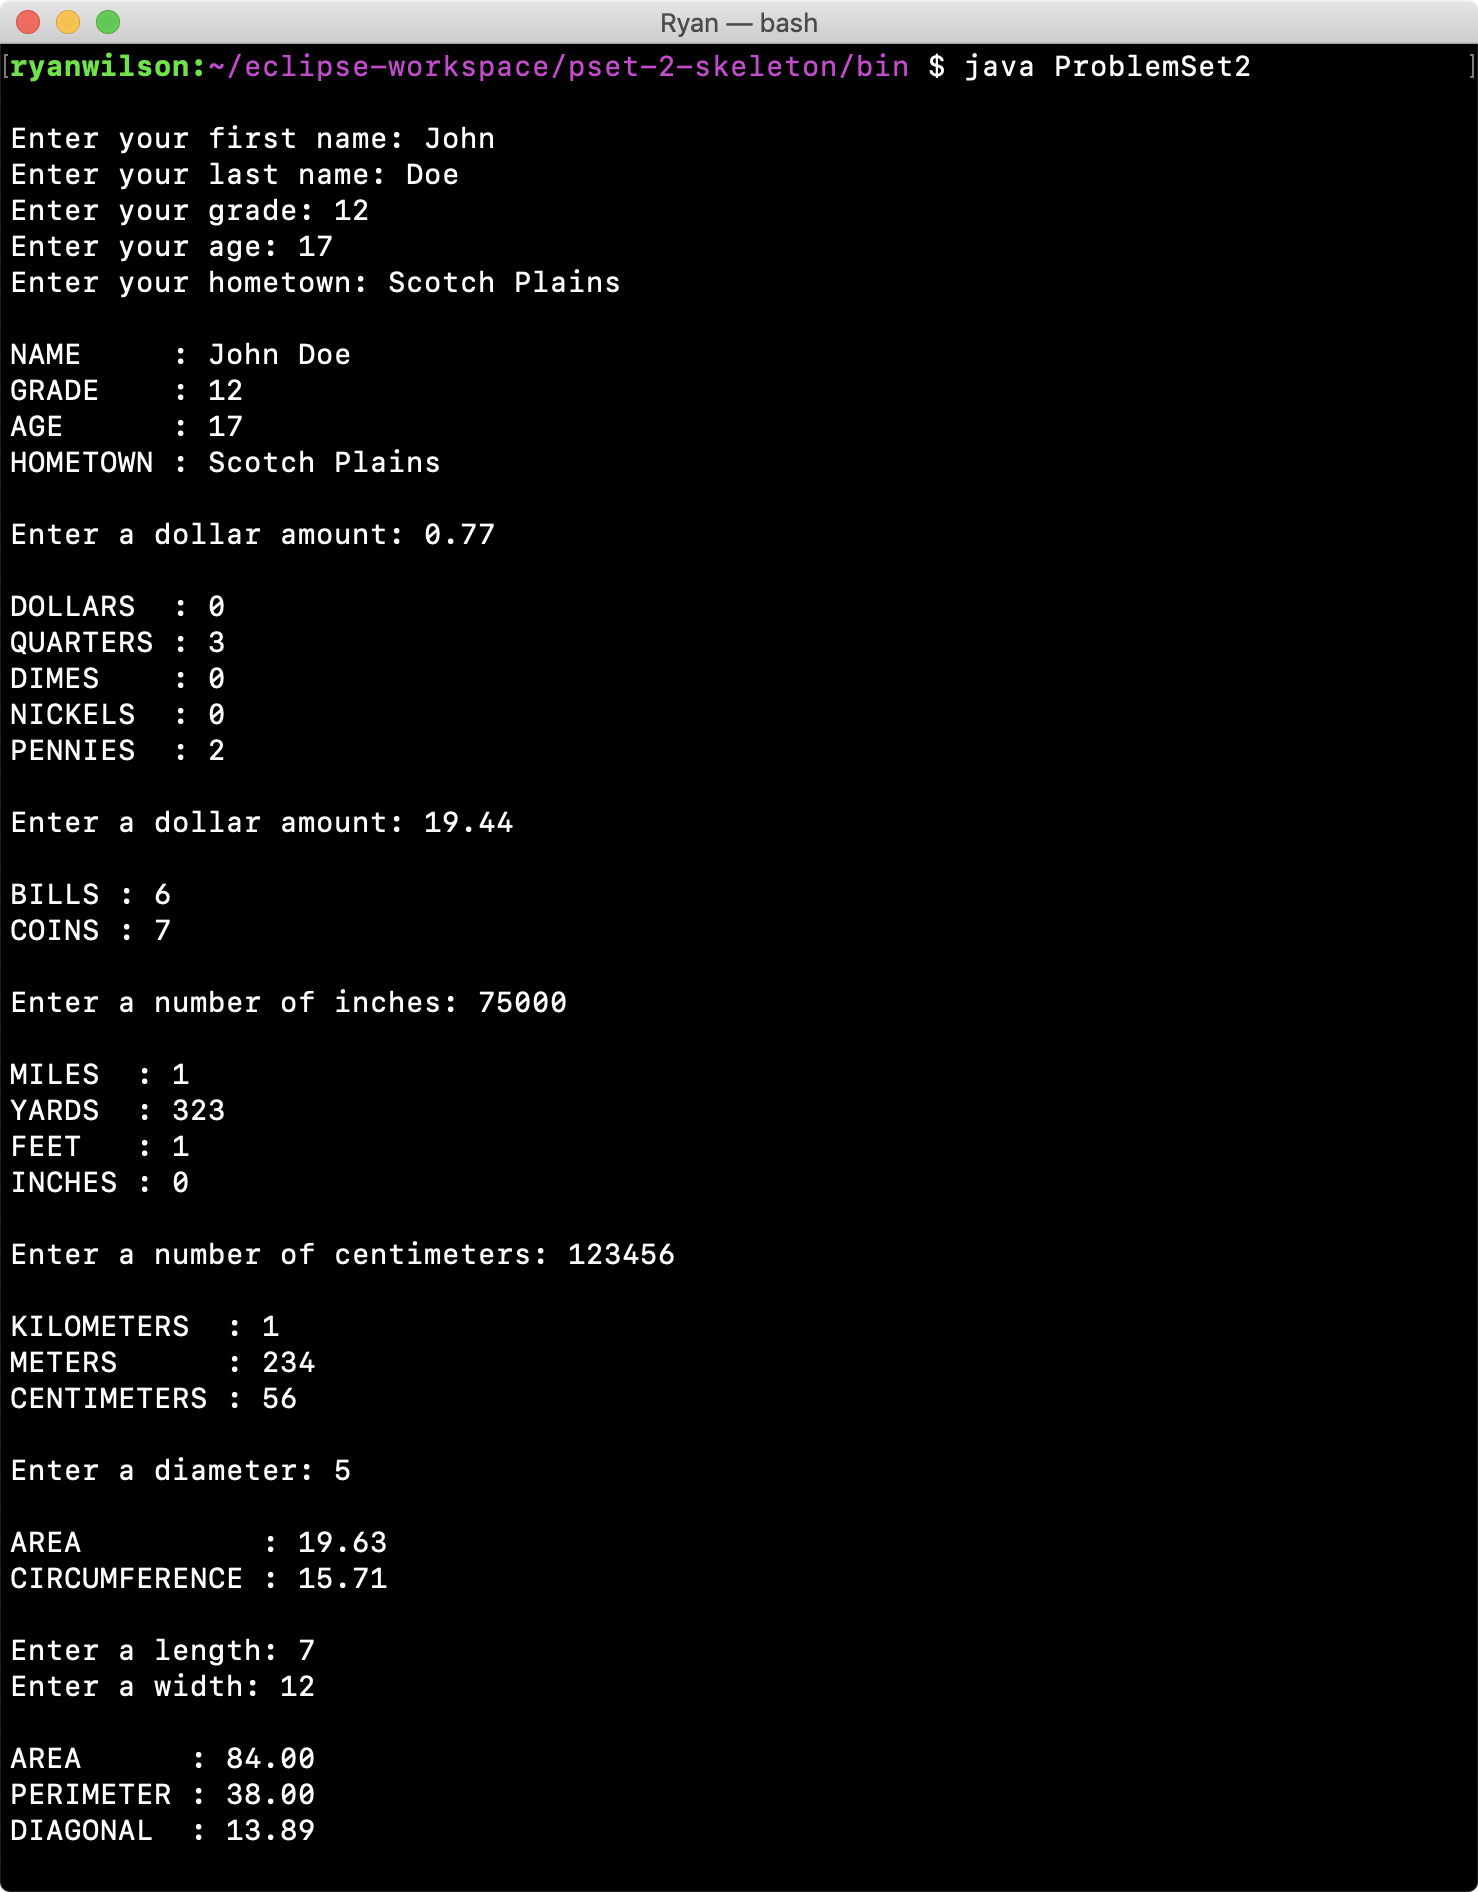 Ryan — bash
[ryanwilson:~/eclipse-workspace/pset-2-skeleton/bin $ java ProblemSet2 ]
Enter your first name: John
Enter your last name: Doe
Enter your grade: 12
Enter your age: 17
Enter your hometown: Scotch Plains
NAME     : John Doe
GRADE    : 12
AGE      : 17
HOMETOWN : Scotch Plains
Enter a dollar amount: 0.77
DOLLARS  : 0
QUARTERS : 3
DIMES    : 0
NICKELS  : 0
PENNIES  : 2
Enter a dollar amount: 19.44
BILLS : 6
COINS : 7
Enter a number of inches: 75000
MILES  : 1
YARDS  : 323
FEET   : 1
INCHES : 0
Enter a number of centimeters: 123456
KILOMETERS  : 1
METERS      : 234
CENTIMETERS : 56
Enter a diameter: 5
AREA          : 19.63
CIRCUMFERENCE : 15.71
Enter a length: 7
Enter a width: 12
AREA      : 84.00
PERIMETER : 38.00
DIAGONAL  : 13.89